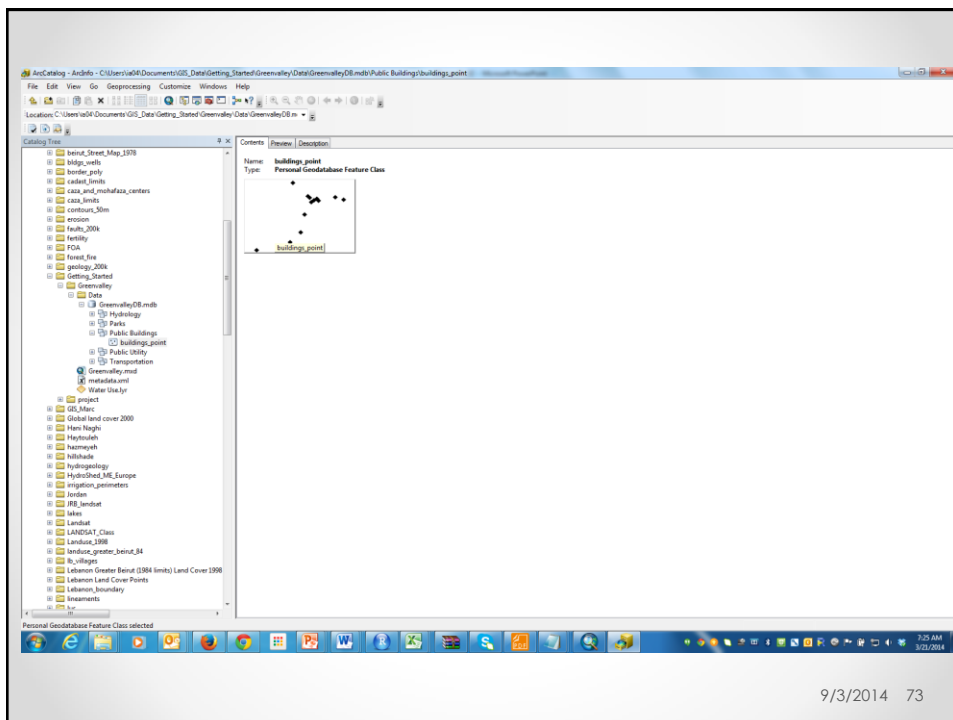 ArcCatalog - ArcInfo - C:\Users\ia04\Documents\GIS_Data\Getting_Started\Greenvalley\Data\GreenvalleyDB.mdb\Public Buildings\buildings_point
File Edit View Go Geoprocessing Customize Windows Help
Location: C:\Users\ia04\Documents\GIS_Data\Getting_Started\Greenvalley\Data\GreenvalleyDB.m
Catalog Tree
beirut_Street_Map_1978
bldgs_wells
border_poly
cadast_limits
caza_and_mohafaza_centers
caza_limits
contours_50m
erosion
faults_200k
fertility
FOA
forest_fire
geology_200k
Getting_Started
Greenvalley
Data
GreenvalleyDB.mdb
Hydrology
Parks
Public Buildings
buildings_point
Public Utility
Transportation
Greenvalley.mxd
metadata.xml
Water Use.lyr
project
GIS_Marc
Global land cover 2000
Hani Naghi
Haytouleh
hazmeyeh
hillshade
hydrogeology
HydroShed_ME_Europe
irrigation_perimeters
Jordan
JRB_landsat
lakes
Landsat
LANDSAT_Class
Landuse_1998
landuse_greater_beirut_84
lb_villages
Lebanon Greater Beirut (1984 limits) Land Cover 1998
Lebanon Land Cover Points
Lebanon_boundary
lineaments
Contents Preview Description
Name: buildings_point
Type: Personal Geodatabase Feature Class
buildings_point
Personal Geodatabase Feature Class selected
7:25 AM
3/21/2014
9/3/2014 73